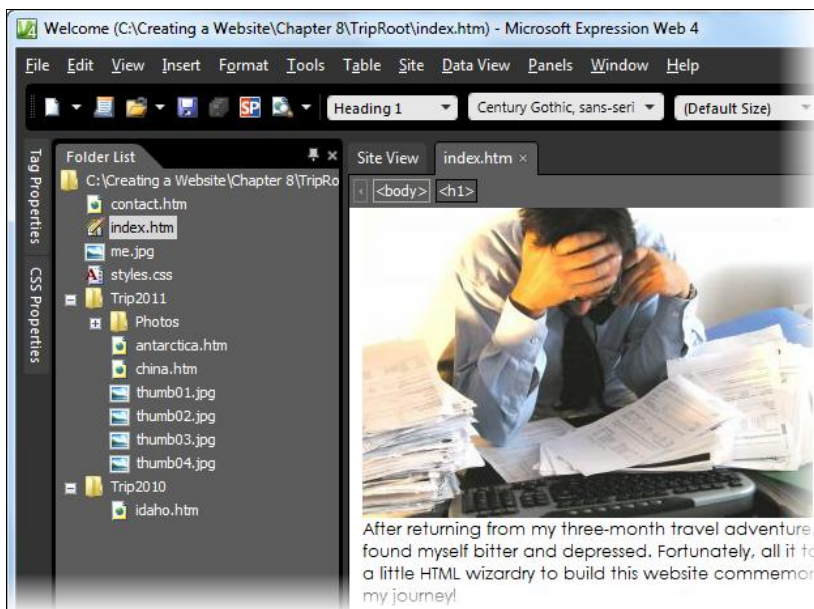 Welcome (C:\Creating a Website\Chapter 8\TripRoot\index.htm) - Microsoft Expression Web 4
File Edit View Insert Format Tools Table Site Data View Panels Window Help
SP Heading 1 Century Gothic, sans-seri (Default Size)
Tag Properties
CSS Properties
Folder List
C:\Creating a Website\Chapter 8\TripRo
contact.htm
index.htm
me.jpg
styles.css
Trip2011
Photos
antarctica.htm
china.htm
thumb01.jpg
thumb02.jpg
thumb03.jpg
thumb04.jpg
Trip2010
idaho.htm
Site View index.htm
<body> <h1>
After returning from my three-month travel adventure
found myself bitter and depressed. Fortunately, all it to
a little HTML wizardry to build this website commemor
my journey!